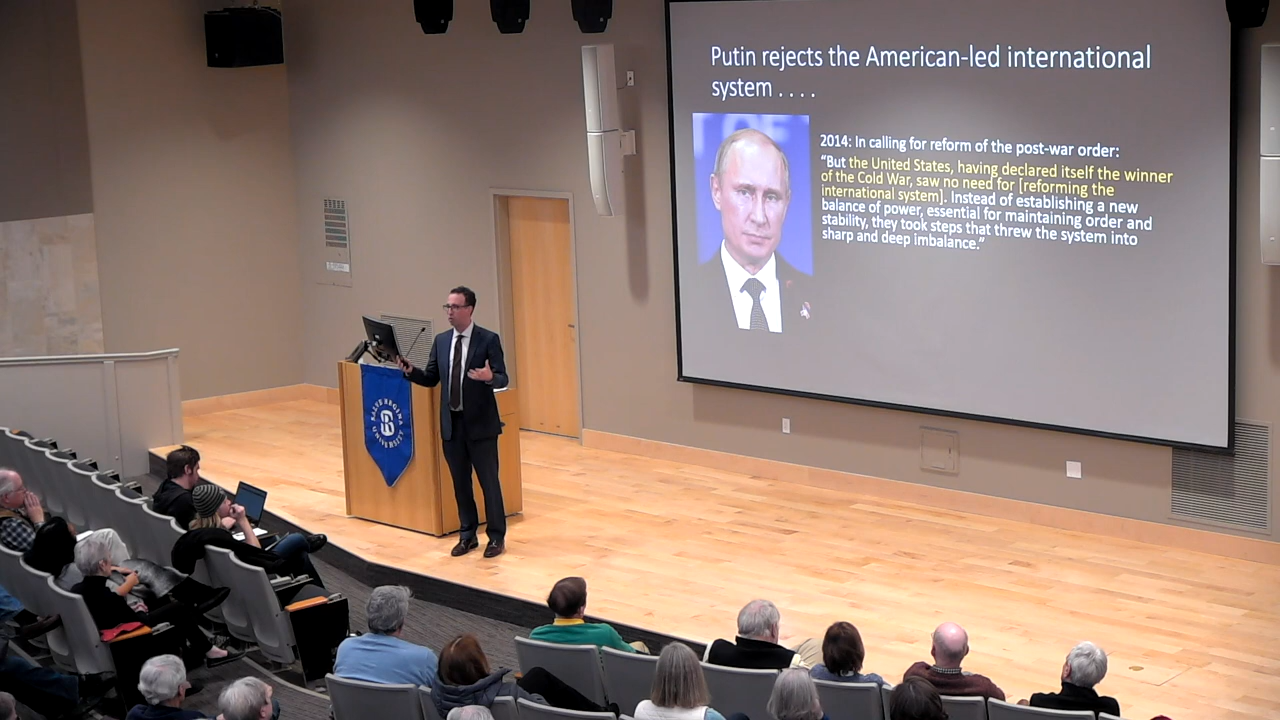 Putin rejects the American-led international
system . . . .
2014: In calling for reform of the post-war order:
“But the United States, having declared itself the winner
of the Cold War, saw no need for [reforming the
international system]. Instead of establishing a new
balance of power, essential for maintaining order and
stability, they took steps that threw the system into
sharp and deep imbalance.”
SALVE REGINA
UNIVERSITY